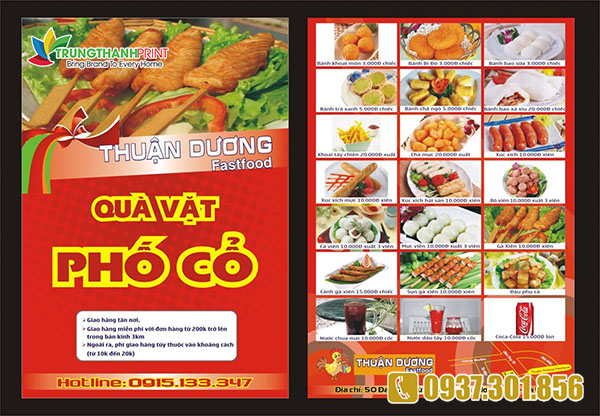 TRUNGTHANHPRINT
Bring Brand To Every Home
THUẬN DƯƠNG
Fastfood
QUÀ VẶT
PHỐ CỔ
Giao hàng tận nơi.
Giao hàng miễn phí với đơn hàng từ 200k trở lên
trong bán kính 3km
Ngoài ra, phí giao hàng tùy thuộc vào khoảng cách
(từ 10k đến 20k)
Hotline: 0915.133.347
Bánh khoai môn 3.000Đ chiếc
Bánh Bí Đỏ 3.000Đ chiếc
Bánh bao sữa 3.000Đ chiếc
Bánh trà xanh 5.000Đ chiếc
Bánh chả ngô 5.000Đ chiếc
Bánh bao xá xíu 20.000Đ chiếc
Khoai tây chiên 20.000Đ xuất
Chả mực 20.000Đ xuất
Xúc xích 10.000Đ xiên
Xúc xích mực 10.000Đ xiên
Xúc xích hải sản 10.000Đ xiên
Bò viên 10.000Đ xuất 3 viên
Cá viên 10.000Đ xuất 3 viên
Mực viên 10.000Đ xuất 3 viên
Gà Xiên 10.000Đ xiên
Cánh gà xiên 15.000Đ chiếc
Sụn gà xiên 10.000Đ xiên
Đậu phụ cá
Nước chua mai 10.000Đ cốc
Nước dâu tây 10.000Đ cốc
Coca-Cola
Coca-Cola 15.000Đ lon
THUẬN DƯƠNG
Fastfood
Địa chỉ: 50 Đà
0937.301.856